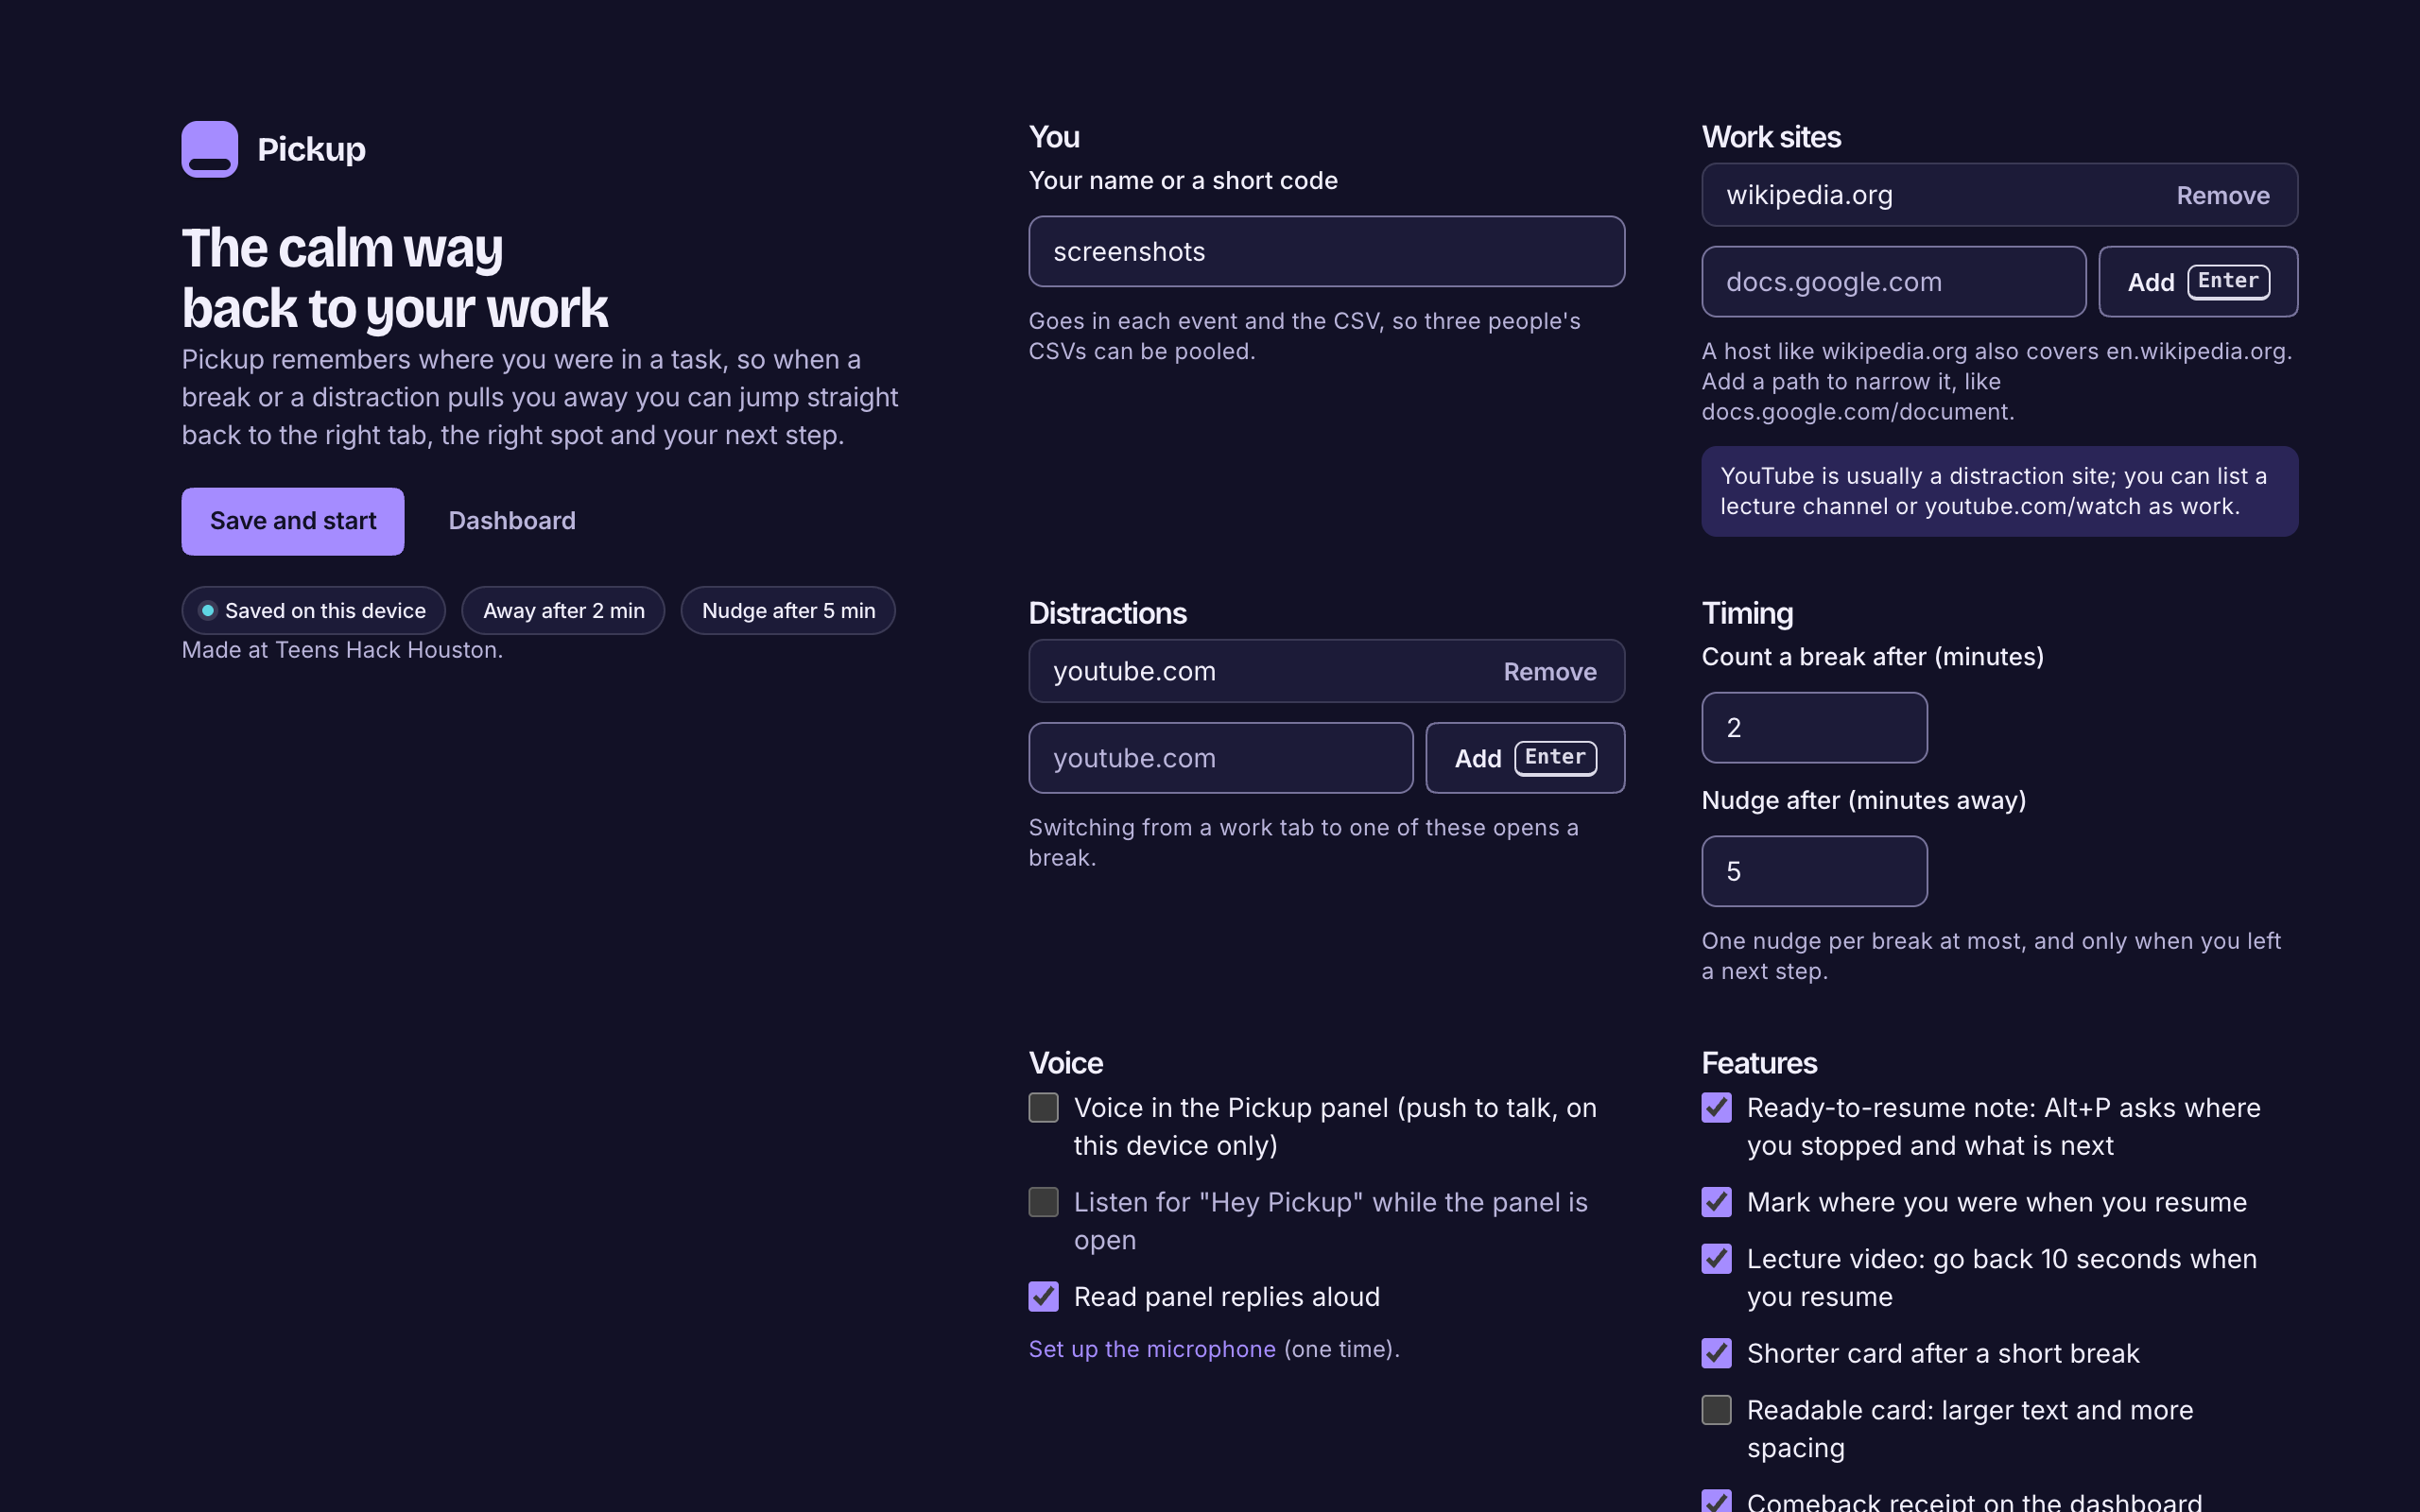 Pickup
The calm way
back to your work
Pickup remembers where you were in a task, so when a
break or a distraction pulls you away you can jump straight
back to the right tab, the right spot and your next step.
Save and start
Dashboard
Saved on this device
Away after 2 min
Nudge after 5 min
Made at Teens Hack Houston.
You
Your name or a short code
screenshots
Goes in each event and the CSV, so three people's
CSVs can be pooled.
Work sites
wikipedia.org
Remove
docs.google.com
Add Enter
A host like wikipedia.org also covers en.wikipedia.org.
Add a path to narrow it, like
docs.google.com/document.
YouTube is usually a distraction site; you can list a
lecture channel or youtube.com/watch as work.
Distractions
youtube.com
Remove
youtube.com
Add Enter
Switching from a work tab to one of these opens a
break.
Timing
Count a break after (minutes)
2
Nudge after (minutes away)
5
One nudge per break at most, and only when you left
a next step.
Voice
Voice in the Pickup panel (push to talk, on
this device only)
Listen for "Hey Pickup" while the panel is
open
Read panel replies aloud
Set up the microphone (one time).
Features
Ready-to-resume note: Alt+P asks where
you stopped and what is next
Mark where you were when you resume
Lecture video: go back 10 seconds when
you resume
Shorter card after a short break
Readable card: larger text and more
spacing
Comeback receipt on the dashboard